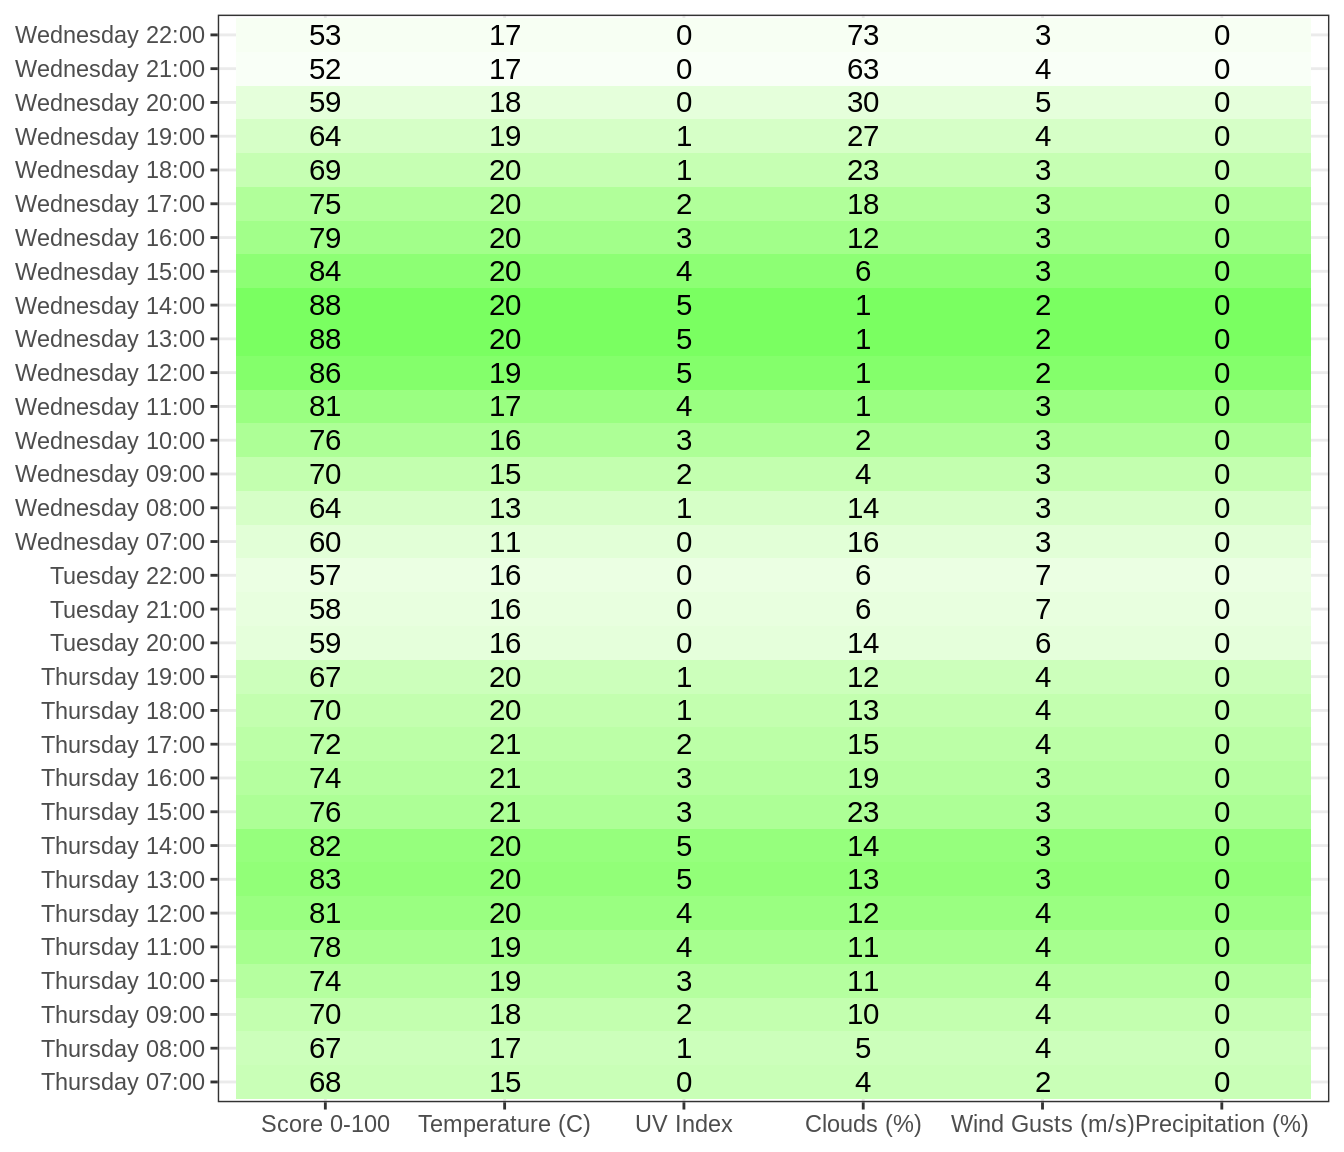 Wednesday 22:00 53 17 0 73 3 0
Wednesday 21:00 52 17 0 63 4 0
Wednesday 20:00 59 18 0 30 5 0
Wednesday 19:00 64 19 1 27 4 0
Wednesday 18:00 69 20 1 23 3 0
Wednesday 17:00 75 20 2 18 3 0
Wednesday 16:00 79 20 3 12 3 0
Wednesday 15:00 84 20 4 6 3 0
Wednesday 14:00 88 20 5 1 2 0
Wednesday 13:00 88 20 5 1 2 0
Wednesday 12:00 86 19 5 1 2 0
Wednesday 11:00 81 17 4 1 3 0
Wednesday 10:00 76 16 3 2 3 0
Wednesday 09:00 70 15 2 4 3 0
Wednesday 08:00 64 13 1 14 3 0
Wednesday 07:00 60 11 0 16 3 0
Tuesday 22:00 57 16 0 6 7 0
Tuesday 21:00 58 16 0 6 7 0
Tuesday 20:00 59 16 0 14 6 0
Thursday 19:00 67 20 1 12 4 0
Thursday 18:00 70 20 1 13 4 0
Thursday 17:00 72 21 2 15 4 0
Thursday 16:00 74 21 3 19 3 0
Thursday 15:00 76 21 3 23 3 0
Thursday 14:00 82 20 5 14 3 0
Thursday 13:00 83 20 5 13 3 0
Thursday 12:00 81 20 4 12 4 0
Thursday 11:00 78 19 4 11 4 0
Thursday 10:00 74 19 3 11 4 0
Thursday 09:00 70 18 2 10 4 0
Thursday 08:00 67 17 1 5 4 0
Thursday 07:00 68 15 0 4 2 0
Score 0-100 Temperature (C) UV Index Clouds (%) Wind Gusts (m/s) Precipitation (%)